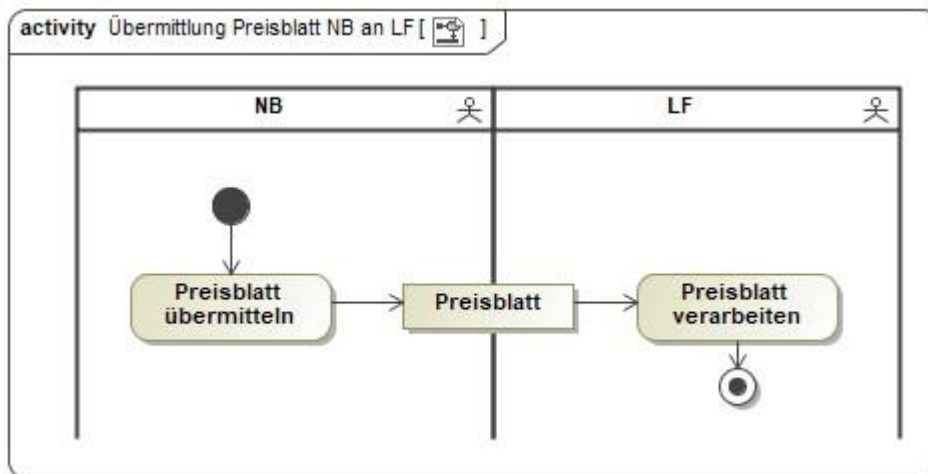 activity Übermittlung Preisblatt NB an LF [ ]
NB
LF
Preisblatt
übermitteln
Preisblatt
Preisblatt
verarbeiten